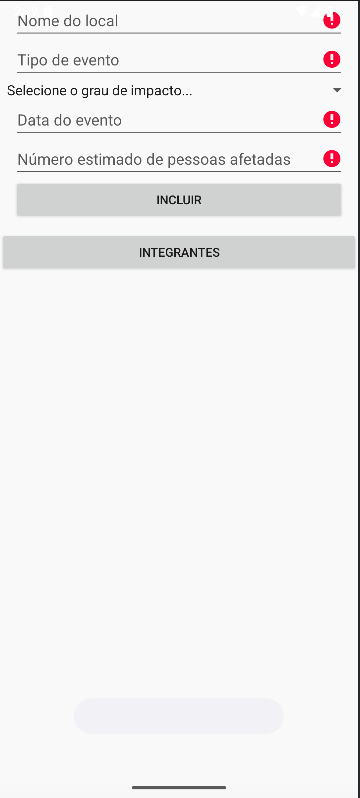 Nome do local
Tipo de evento
Selecione o grau de impacto...
Data do evento
Número estimado de pessoas afetadas
INCLUIR
INTEGRANTES